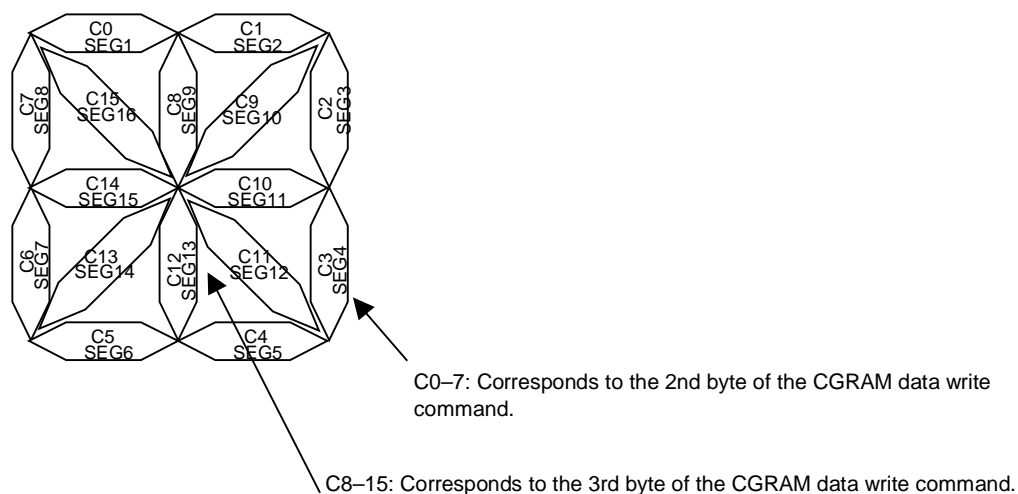 C0
SEG1
C1
SEG2
C7
SEG8
C15
SEG16
C8
SEG9
C9
SEG10
C2
SEG3
C14
SEG15
C10
SEG11
C6
SEG7
C13
SEG14
C12
SEG13
C11
SEG12
C3
SEG4
C5
SEG6
C4
SEG5
C0–7: Corresponds to the 2nd byte of the CGRAM data write
command.
C8–15: Corresponds to the 3rd byte of the CGRAM data write command.